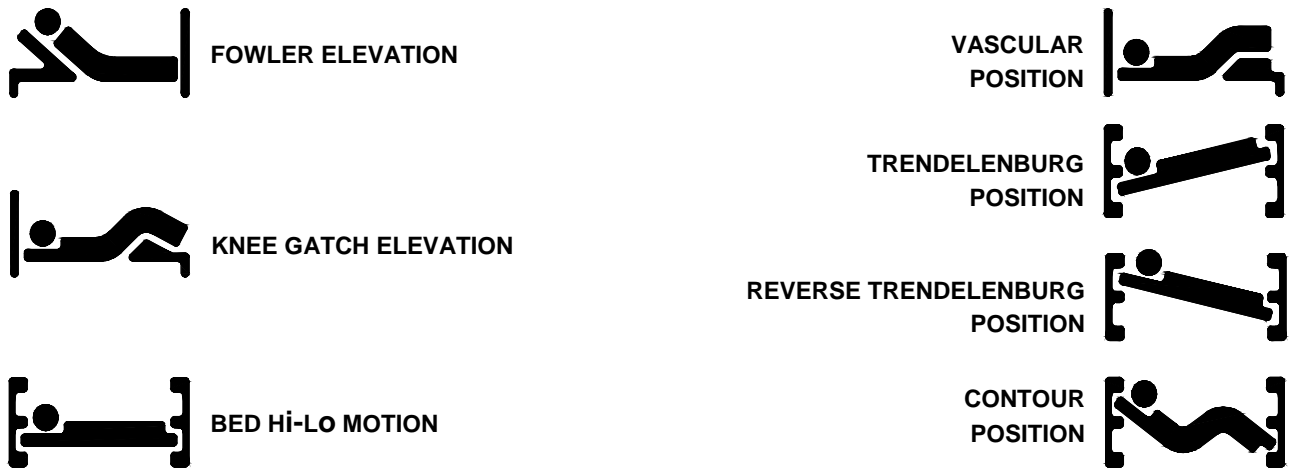 FOWLER ELEVATION
KNEE GATCH ELEVATION
BED Hi-Lo MOTION
VASCULAR
POSITION
TRENDELENBURG
POSITION
REVERSE TRENDELENBURG
POSITION
CONTOUR
POSITION